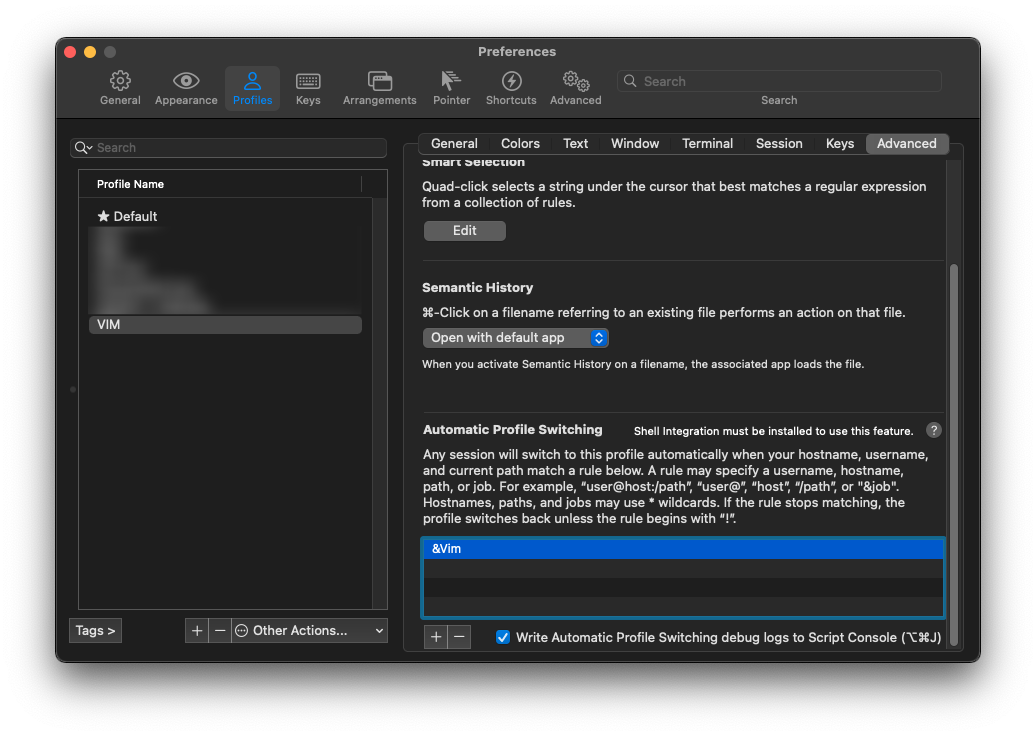 Preferences
General
Appearance
Profiles
Keys
Arrangements
Pointer
Shortcuts
Advanced
Search
Search
Search
Profile Name
★ Default
VIM
Tags >
+
−
Other Actions...
General
Colors
Text
Window
Terminal
Session
Keys
Advanced
Smart Selection
Quad-click selects a string under the cursor that best matches a regular expression
from a collection of rules.
Edit
Semantic History
⌘-Click on a filename referring to an existing file performs an action on that file.
Open with default app
When you activate Semantic History on a filename, the associated app loads the file.
Automatic Profile Switching
Shell Integration must be installed to use this feature.
?
Any session will switch to this profile automatically when your hostname, username,
and current path match a rule below. A rule may specify a username, hostname,
path, or job. For example, “user@host:/path”, “user@”, “host”, “/path”, or "&job".
Hostnames, paths, and jobs may use * wildcards. If the rule stops matching, the
profile switches back unless the rule begins with “!”.
&Vim
+
−
Write Automatic Profile Switching debug logs to Script Console (⌥⌘J)